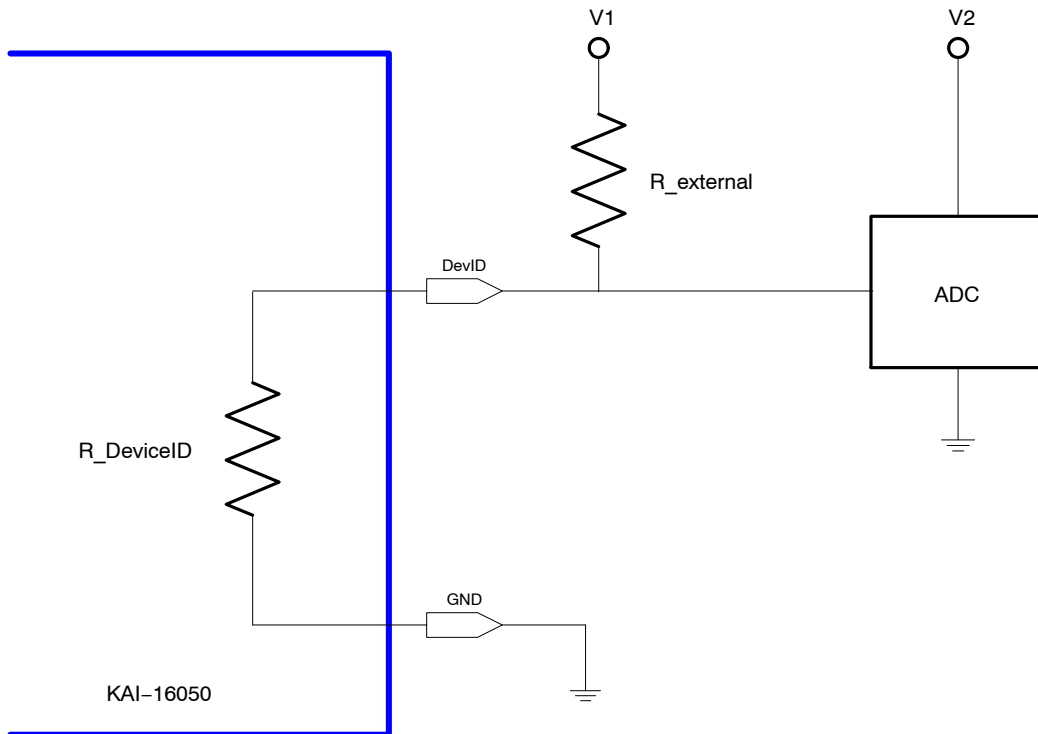 V1
V2
R_external
DevID
ADC
R_DeviceID
GND
KAI−16050